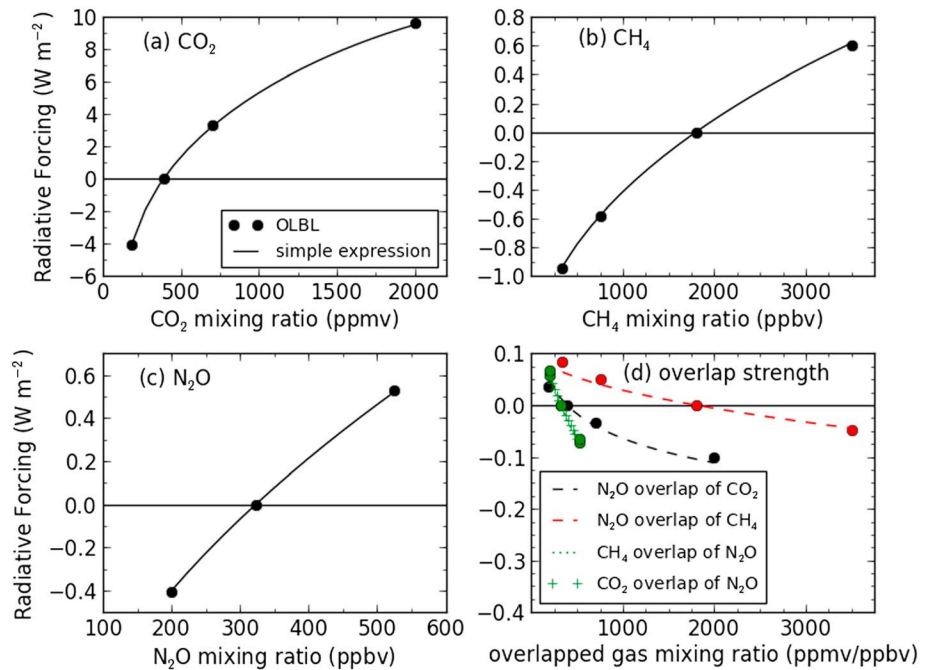 Radiative Forcing (W m⁻²)
10
8
6
4
2
0
−2
−4
−6
(a) CO₂
OLBL
simple expression
0 500 1000 1500 2000
CO₂ mixing ratio (ppmv)
0.8
0.6
0.4
0.2
0.0
−0.2
−0.4
−0.6
−0.8
−1.0
(b) CH₄
1000 2000 3000
CH₄ mixing ratio (ppbv)
Radiative Forcing (W m⁻²)
0.6
0.4
0.2
0.0
−0.2
−0.4
(c) N₂O
100 200 300 400 500 600
N₂O mixing ratio (ppbv)
0.1
0.0
−0.1
−0.1
−0.2
−0.3
−0.4
(d) overlap strength
N₂O overlap of CO₂
N₂O overlap of CH₄
CH₄ overlap of N₂O
CO₂ overlap of N₂O
1000 2000 3000
overlapped gas mixing ratio (ppmv/ppbv)